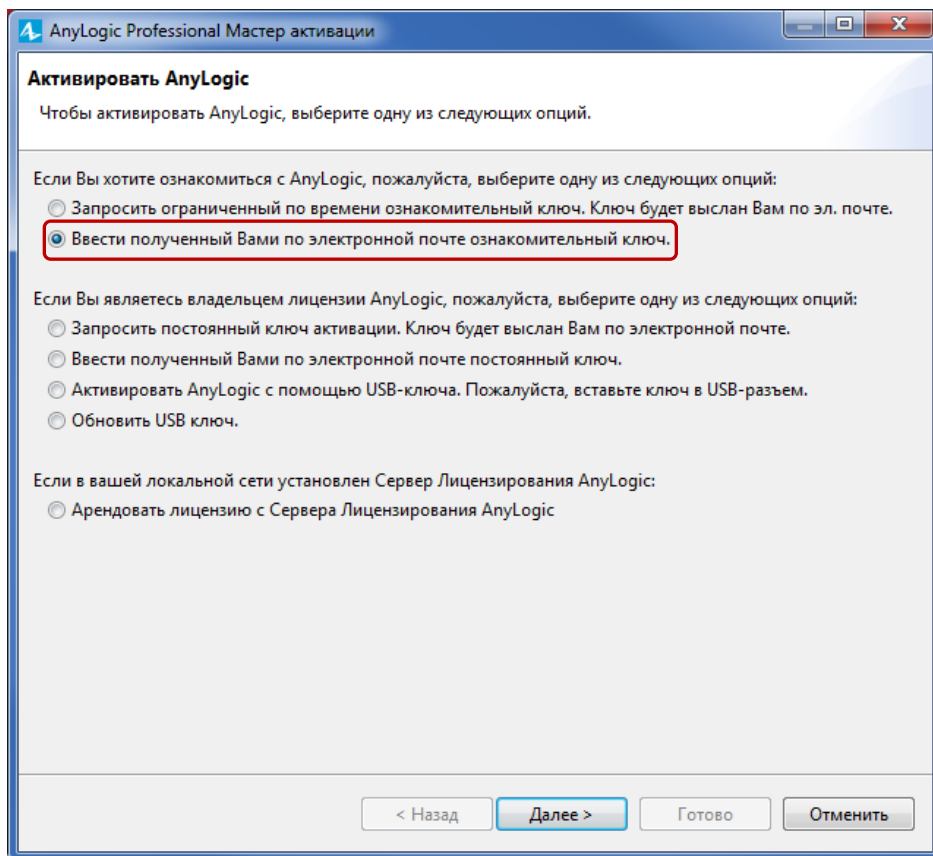 AnyLogic Professional Мастер активации
Активировать AnyLogic
Чтобы активировать AnyLogic, выберите одну из следующих опций.
Если Вы хотите ознакомиться с AnyLogic, пожалуйста, выберите одну из следующих опций:
Запросить ограниченный по времени ознакомительный ключ. Ключ будет выслан Вам по эл. почте.
Ввести полученный Вами по электронной почте ознакомительный ключ.
Если Вы являетесь владельцем лицензии AnyLogic, пожалуйста, выберите одну из следующих опций:
Запросить постоянный ключ активации. Ключ будет выслан Вам по электронной почте.
Ввести полученный Вами по электронной почте постоянный ключ.
Активировать AnyLogic с помощью USB-ключа. Пожалуйста, вставьте ключ в USB-разъем.
Обновить USB ключ.
Если в вашей локальной сети установлен Сервер Лицензирования AnyLogic:
Арендовать лицензию с Сервера Лицензирования AnyLogic
< Назад Далее > Готово Отменить